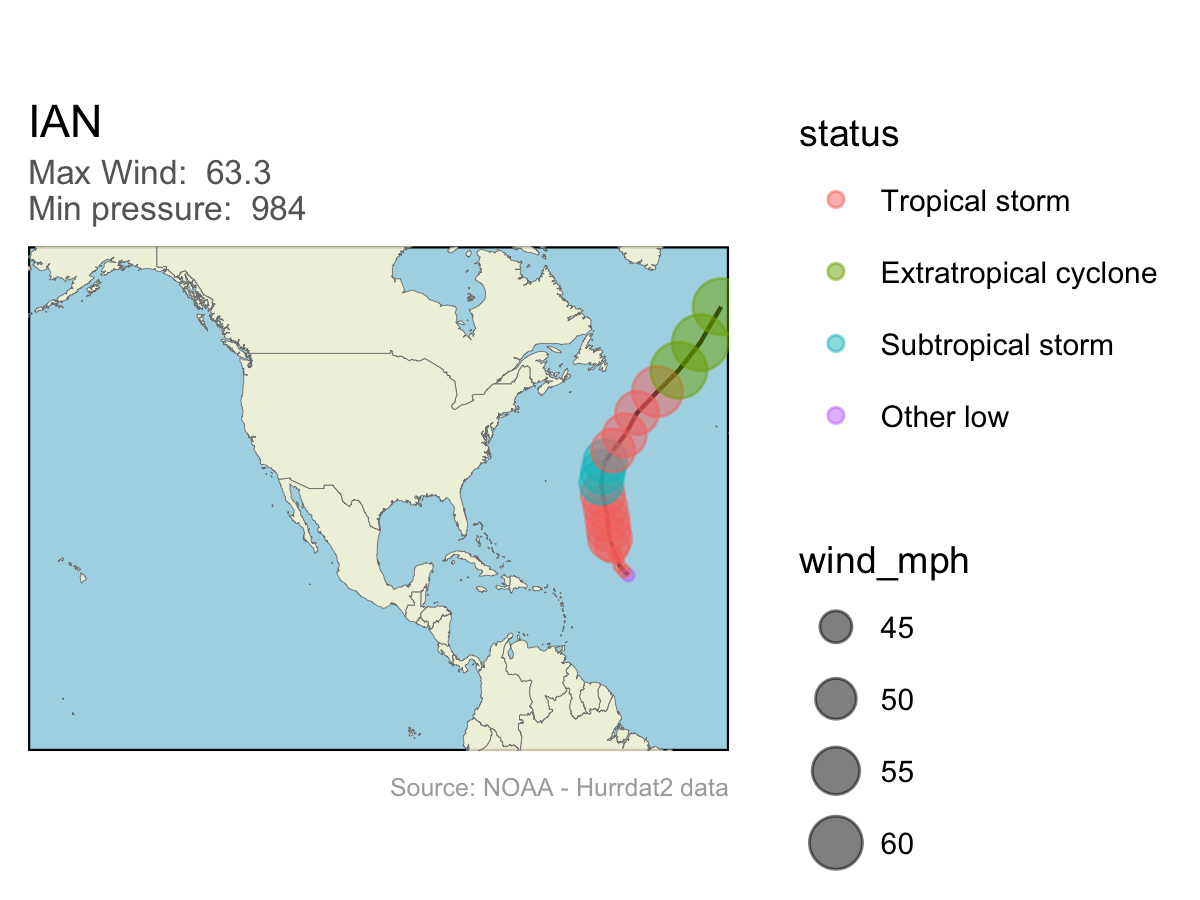 IAN
Max Wind:  63.3
Min pressure:  984
Source: NOAA - Hurrdat2 data
status
Tropical storm
Extratropical cyclone
Subtropical storm
Other low
wind_mph
45
50
55
60